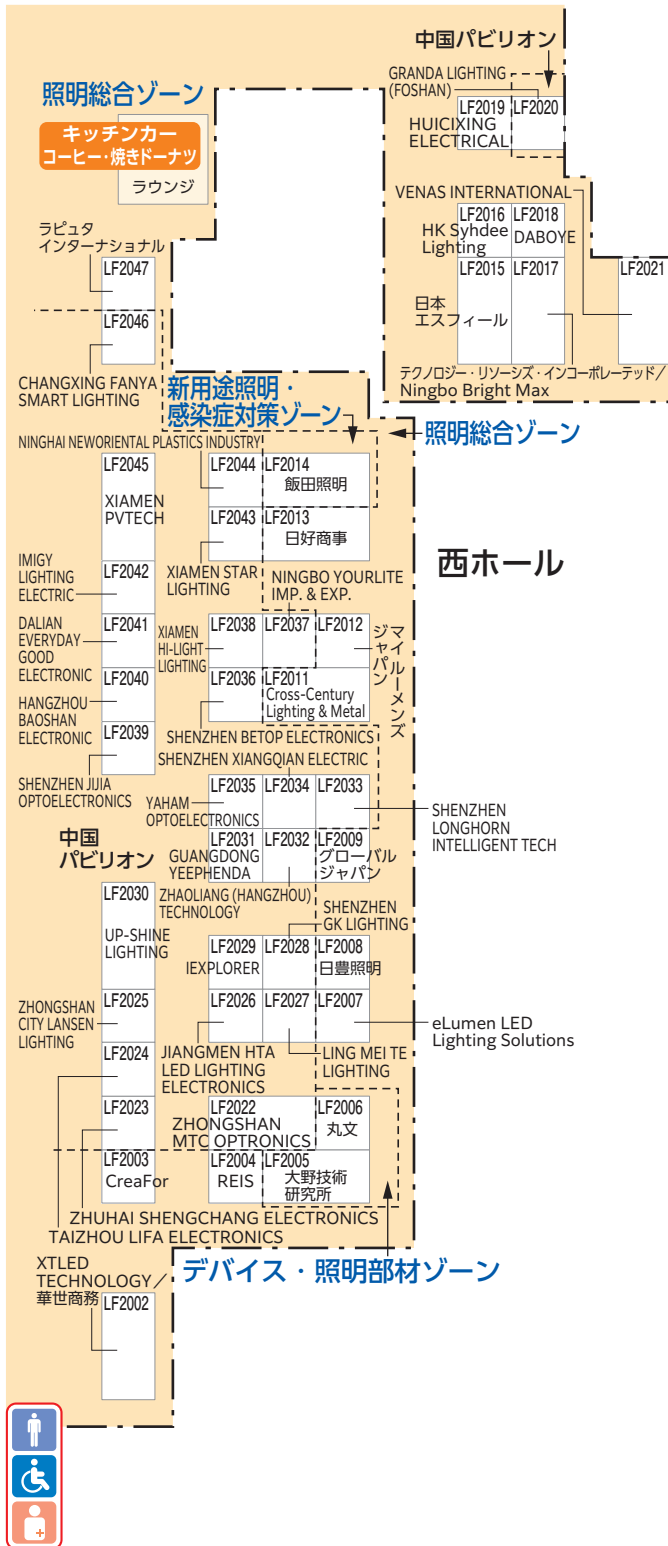 中国パビリオン
照明総合ゾーン
キッチンカー
コーヒー・焼きドーナツ
ラウンジ
GRANDA LIGHTING
(FOSHAN)
LF2019
LF2020
HUICIXING
ELECTRICAL
VENAS INTERNATIONAL
LF2016
LF2018
HK Syhdee
Lighting
DABOYE
LF2015
LF2017
LF2021
日本
エスフィール
テクノロジー・リソーシズ・インコーポレーテッド／
Ningbo Bright Max
ラピュタ
インターナショナル
LF2047
LF2046
CHANGXING FANYA
SMART LIGHTING
新用途照明・
感染症対策ゾーン
照明総合ゾーン
NINGHAI NEWORIENTAL PLASTICS INDUSTRY
LF2045
XIAMEN
PVTECH
LF2044
LF2014
飯田照明
LF2043
LF2013
日好商事
西ホール
IMIGY
LIGHTING
ELECTRIC
LF2042
XIAMEN STAR
LIGHTING
NINGBO YOURLITE
IMP. & EXP.
DALIAN
EVERYDAY
GOOD
ELECTRONIC
LF2041
XIAMEN
HI-LIGHT
LIGHTING
LF2038
LF2037
LF2012
マイルーメンズ
ジャパン
HANGZHOU
BAOSHAN
ELECTRONIC
LF2040
LF2036
LF2011
Cross-Century
Lighting & Metal
LF2039
SHENZHEN BETOP ELECTRONICS
SHENZHEN XIANGQIAN ELECTRIC
SHENZHEN JIJIA
OPTOELECTRONICS
YAHAM
OPTOELECTRONICS
LF2035
LF2034
LF2033
SHENZHEN
LONGHORN
INTELLIGENT TECH
中国
パビリオン
LF2031
GUANGDONG
YEEPHENDA
LF2032
LF2009
グローバル
ジャパン
ZHAOLIANG (HANGZHOU)
TECHNOLOGY
LF2030
UP-SHINE
LIGHTING
SHENZHEN
GK LIGHTING
LF2029
IEXPLORER
LF2028
LF2008
日豊照明
ZHONGSHAN
CITY LANSEN
LIGHTING
LF2025
LF2026
LF2027
LF2007
eLumen LED
Lighting Solutions
LF2024
JIANGMEN HTA
LED LIGHTING
ELECTRONICS
LING MEI TE
LIGHTING
LF2023
LF2022
ZHONGSHAN
MTC OPTRONICS
LF2006
丸文
LF2003
CreaFor
LF2004
REIS
LF2005
大野技術
研究所
ZHUHAI SHENGCHANG ELECTRONICS
TAIZHOU LIFA ELECTRONICS
XTLED
TECHNOLOGY／
華世商務
デバイス・照明部材ゾーン
LF2002